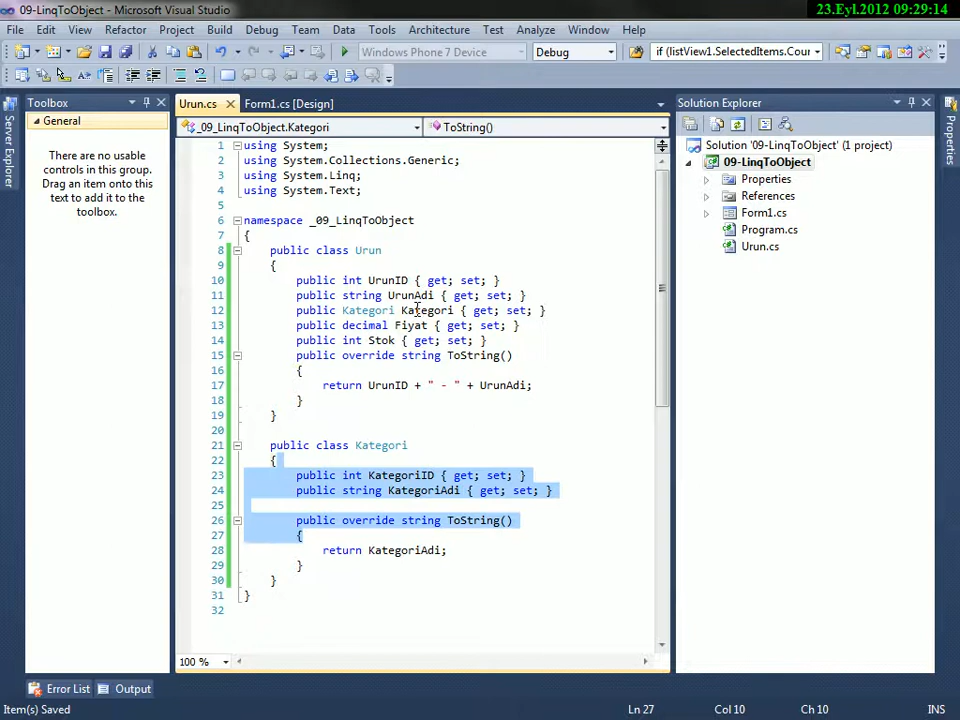 09-LinqToObject - Microsoft Visual Studio
23.Eyl.2012 09:29:14
File Edit View Refactor Project Build Debug Team Data Tools Architecture Test Analyze Window Help
Windows Phone 7 Device Debug if (listView1.SelectedItems.Cour
Toolbox
General
There are no usable
controls in this group.
Drag an item onto this
text to add it to the
toolbox.
Server Explorer
Urun.cs Form1.cs [Design]
_09_LinqToObject.Kategori ToString()
1 using System;
2 using System.Collections.Generic;
3 using System.Linq;
4 using System.Text;
5
6 namespace _09_LinqToObject
7 {
8 public class Urun
9 {
10 public int UrunID { get; set; }
11 public string UrunAdi { get; set; }
12 public Kategori Kategori { get; set; }
13 public decimal Fiyat { get; set; }
14 public int Stok { get; set; }
15 public override string ToString()
16 {
17 return UrunID + " - " + UrunAdi;
18 }
19 }
20
21 public class Kategori
22 {
23 public int KategoriID { get; set; }
24 public string KategoriAdi { get; set; }
25
26 public override string ToString()
27 {
28 return KategoriAdi;
29 }
30 }
31 }
32
100 %
Solution Explorer
Solution '09-LinqToObject' (1 project)
09-LinqToObject
Properties
References
Form1.cs
Program.cs
Urun.cs
Properties
Error List Output
Item(s) Saved Ln 27 Col 10 Ch 10 INS